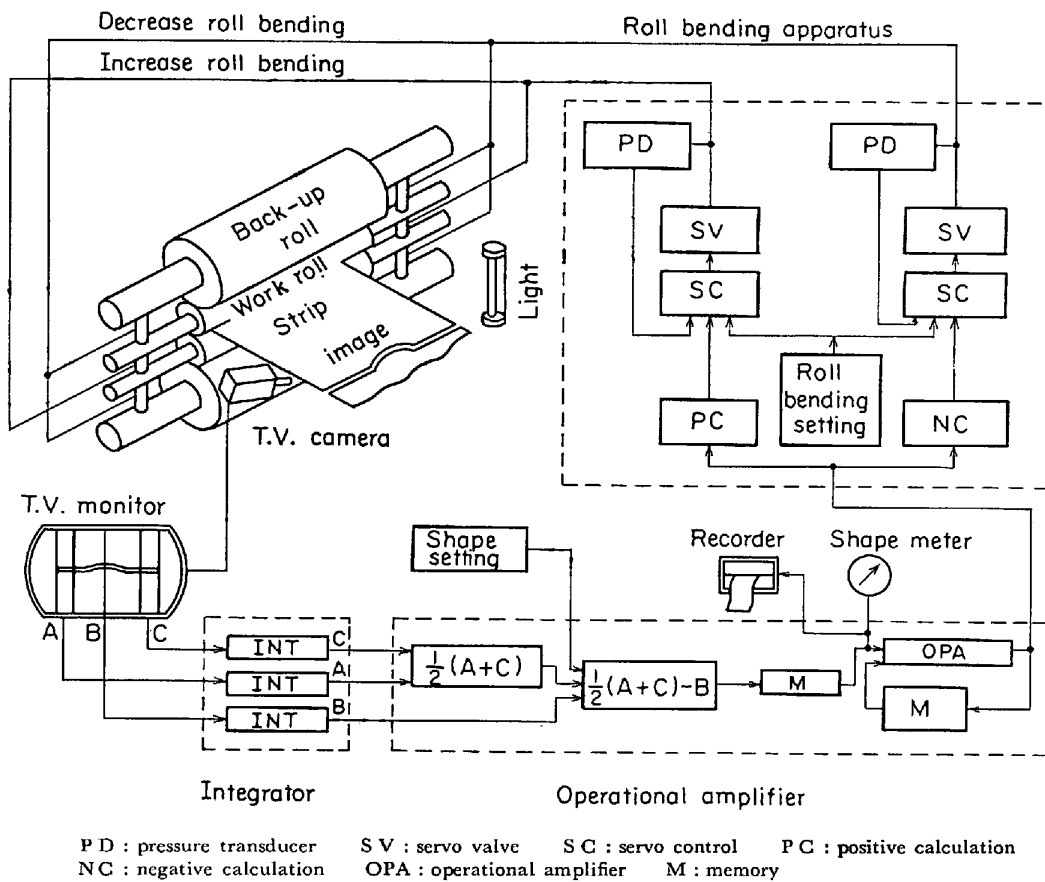 Decrease roll bending
Increase roll bending
Roll bending apparatus
PD
PD
SV
SV
SC
SC
Back-up
roll
Work roll
Strip
image
Light
T.V. camera
Roll
bending
setting
PC
NC
T.V. monitor
A
B
C
Shape
setting
Recorder
Shape meter
INT
C
INT
A
INT
B
½(A+C)
½(A+C)-B
M
OPA
M
Integrator
Operational amplifier
PD : pressure transducer SV : servo valve SC : servo control PC : positive calculation
NC : negative calculation OPA : operational amplifier M : memory